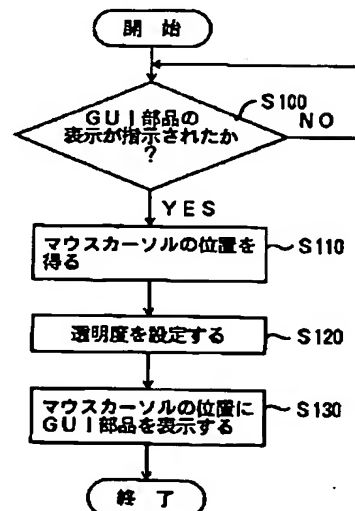 開 始
GUI部品の
表示が指示されたか
?
S100
NO
YES
マウスカーソルの位置を
得る
S110
透明度を設定する
S120
マウスカーソルの位置に
GUI部品を表示する
S130
終 了